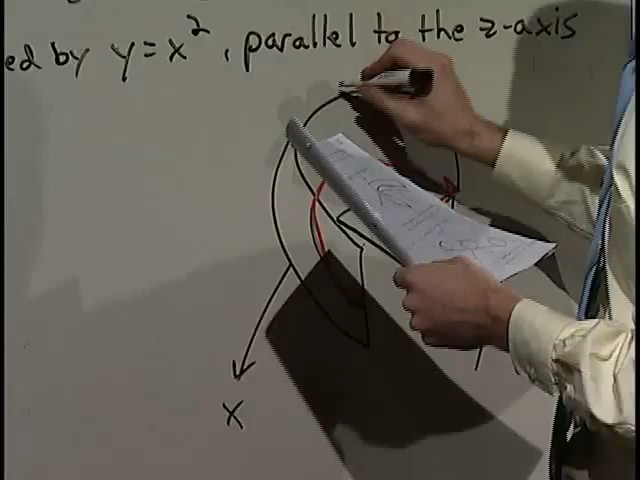 ed by y = x², parallel to the z-axis
x